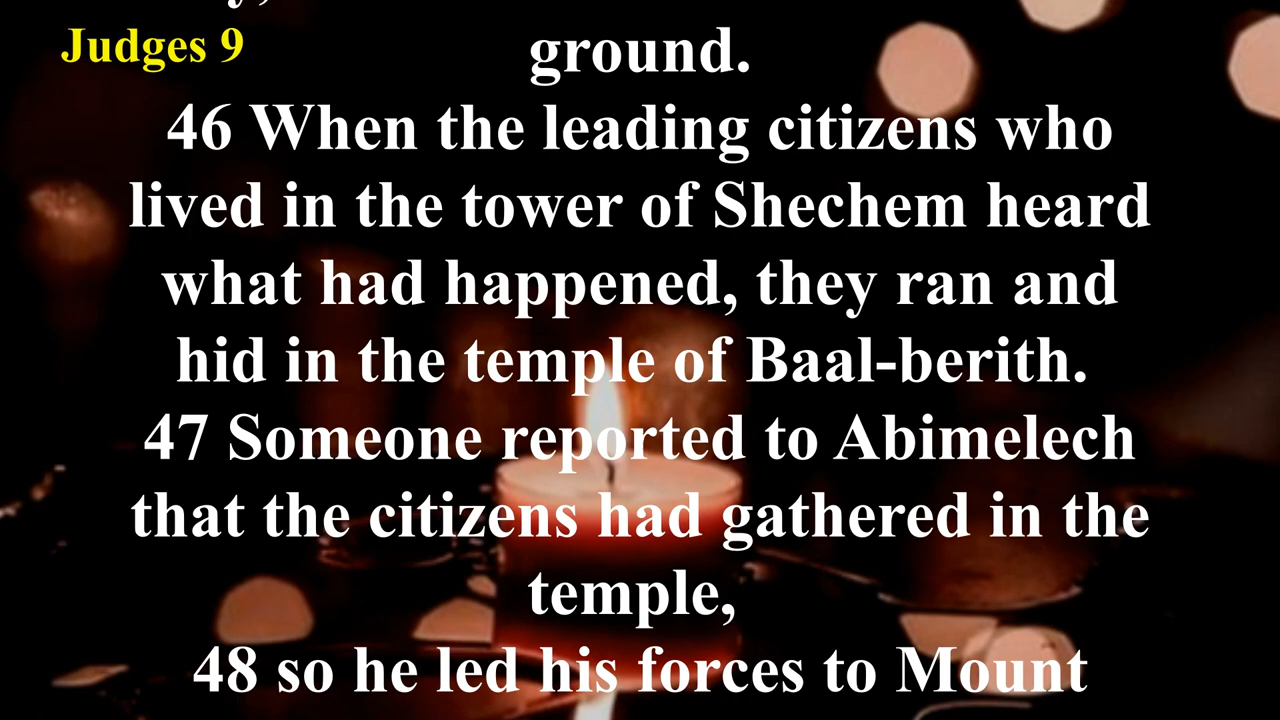 Judges 9
ground.
46 When the leading citizens who
lived in the tower of Shechem heard
what had happened, they ran and
hid in the temple of Baal-berith.
47 Someone reported to Abimelech
that the citizens had gathered in the
temple,
48 so he led his forces to Mount